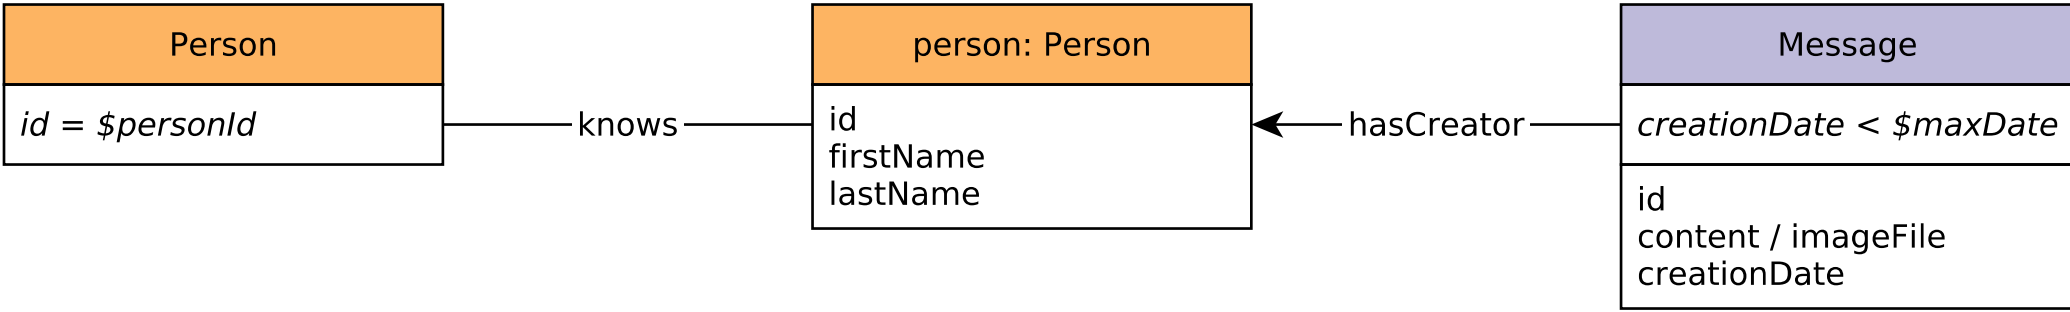 Person
id = $personId
knows
person: Person
id
firstName
lastName
hasCreator
Message
creationDate < $maxDate
id
content / imageFile
creationDate